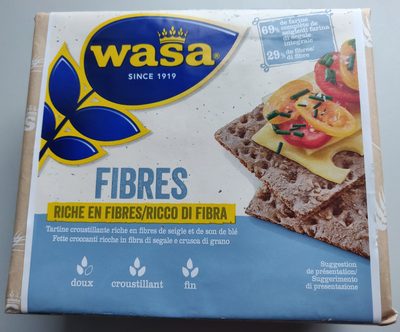 wasa®
SINCE 1919
69% de farine
complète de
seigle/di farina
di segale
integrale
29% de fibres/
di fibre
FIBRES
RICHE EN FIBRES/RICCO DI FIBRA
Tartine croustillante riche en fibres de seigle et de son de blé
Fette croccanti ricche in fibra di segale e crusca di grano
doux croustillant fin
Suggestion
de présentation/
Suggerimento
di presentazione